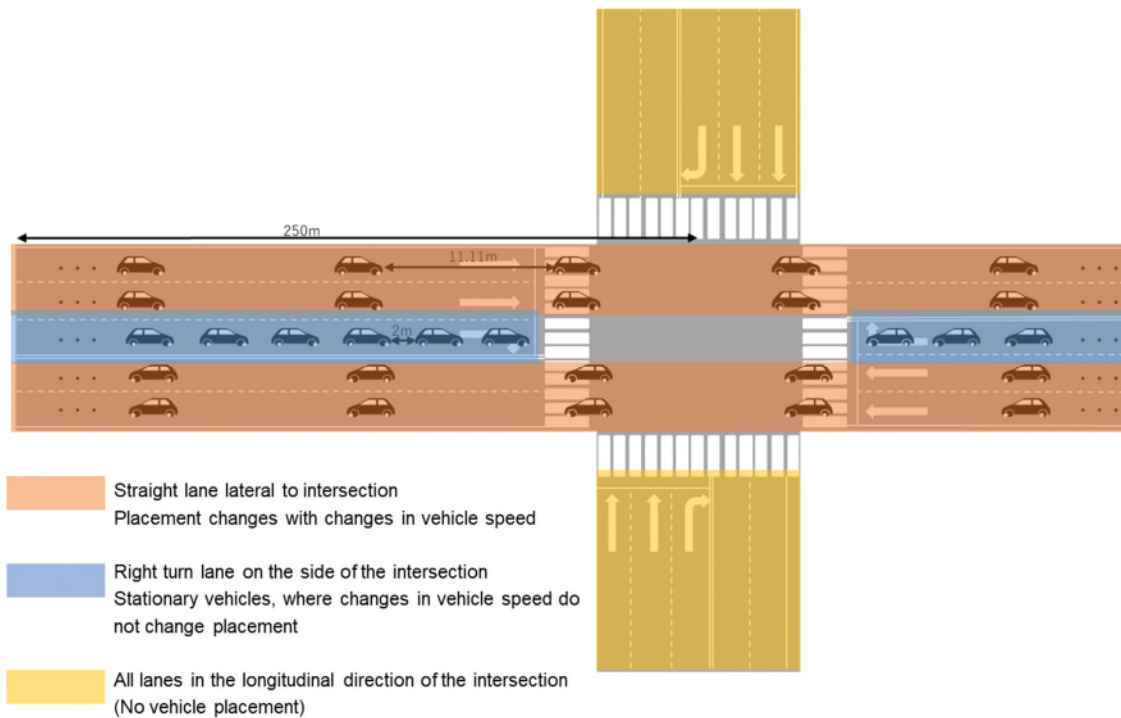 250m
11.11m
2m
Straight lane lateral to intersection
Placement changes with changes in vehicle speed
Right turn lane on the side of the intersection
Stationary vehicles, where changes in vehicle speed do
not change placement
All lanes in the longitudinal direction of the intersection
(No vehicle placement)